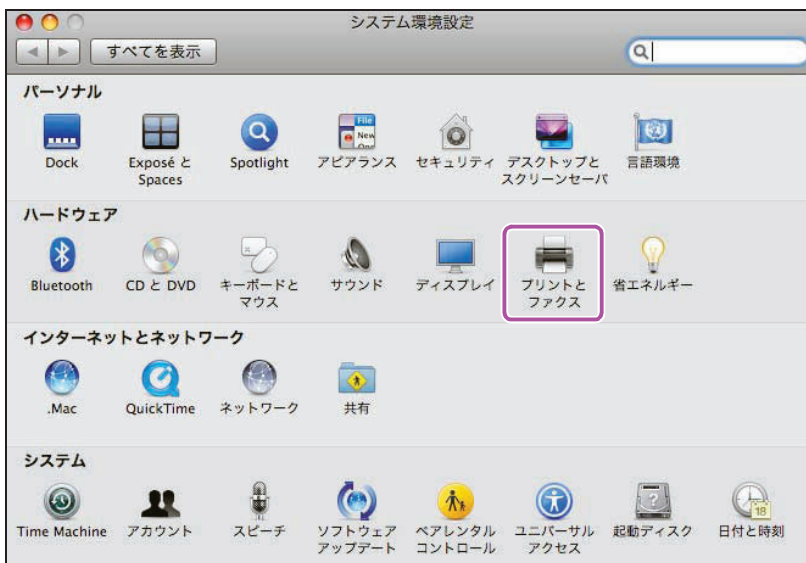 システム環境設定
すべてを表示
パーソナル
Dock
Exposé と
Spaces
Spotlight
File
New
アピアランス
セキュリティ
デスクトップと
スクリーンセーバ
言語環境
ハードウェア
Bluetooth
CD と DVD
キーボードと
マウス
サウンド
ディスプレイ
プリントと
ファクス
省エネルギー
インターネットとネットワーク
.Mac
QuickTime
ネットワーク
共有
システム
Time Machine
アカウント
スピーチ
ソフトウェア
アップデート
ペアレンタル
コントロール
ユニバーサル
アクセス
?
起動ディスク
18
日付と時刻